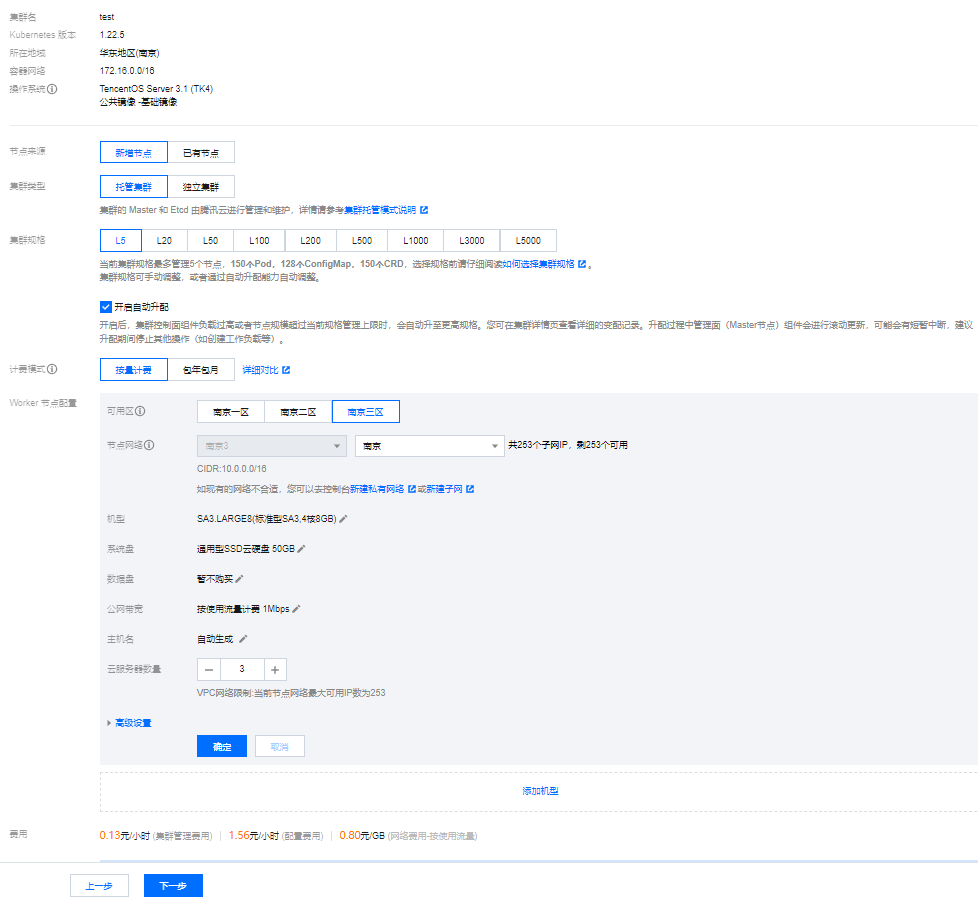 集群名 test
Kubernetes 版本 1.22.5
所在地域 华东地区(南京)
容器网络 172.16.0.0/16
操作系统 TencentOS Server 3.1 (TK4)
公共镜像 -基础镜像
节点来源 新增节点 已有节点
集群类型 托管集群 独立集群
集群的 Master 和 Etcd 由腾讯云进行管理和维护，详情请参考集群托管模式说明
集群规格 L5 L20 L50 L100 L200 L500 L1000 L3000 L5000
当前集群规格最多管理5个节点，150个Pod，128个ConfigMap，150个CRD，选择规格前请仔细阅读如何选择集群规格 。
集群规格可手动调整，或者通过自动升配能力自动调整。
开启自动升配
开启后，集群控制面组件负载过高或者节点规模超过当前规格管理上限时，会自动升至更高规格。您可在集群详情页查看详细的变配记录。升配过程中管理面（Master节点）组件会进行滚动更新，可能会有短暂中断，建议
升配期间停止其他操作（如创建工作负载等）。
计费模式 按量计费 包年包月 详细对比
Worker 节点配置
可用区 南京一区 南京二区 南京三区
节点网络 南京3 南京 共253个子网IP，剩253个可用
CIDR:10.0.0.0/16
如现有的网络不合适，您可以去控制台新建私有网络 或新建子网
机型 SA3.LARGE8(标准型SA3,4核8GB)
系统盘 通用型SSD云硬盘 50GB
数据盘 暂不购买
公网带宽 按使用流量计费 1Mbps
主机名 自动生成
云服务器数量 － 3 ＋
VPC网络限制:当前节点网络最大可用IP数为253
高级设置
确定 取消
添加机型
费用 0.13元/小时 (集群管理费用) | 1.56元/小时 (配置费用) | 0.80元/GB (网络费用-按使用流量)
上一步 下一步